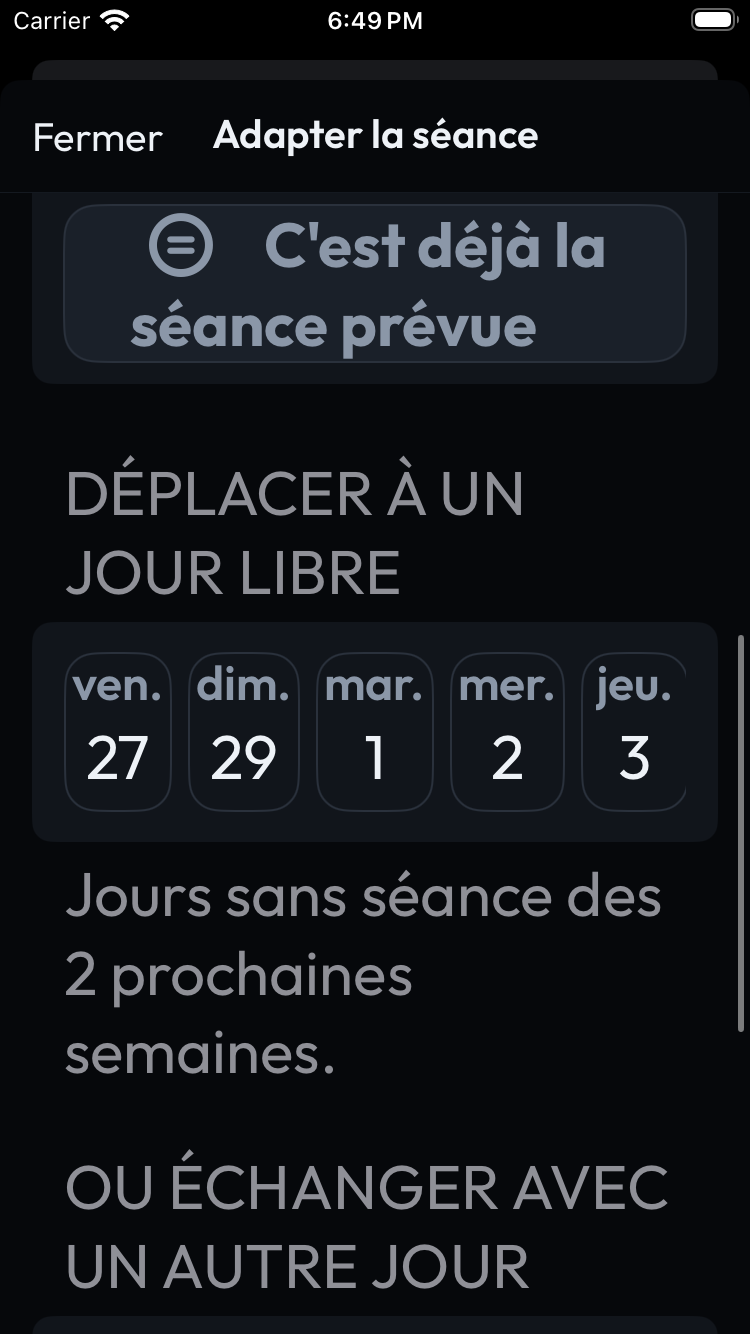 Carrier 6:49 PM
Fermer Adapter la séance
C'est déjà la
séance prévue
DÉPLACER À UN
JOUR LIBRE
ven. dim. mar. mer. jeu.
27 29 1 2 3
Jours sans séance des
2 prochaines
semaines.
OU ÉCHANGER AVEC
UN AUTRE JOUR